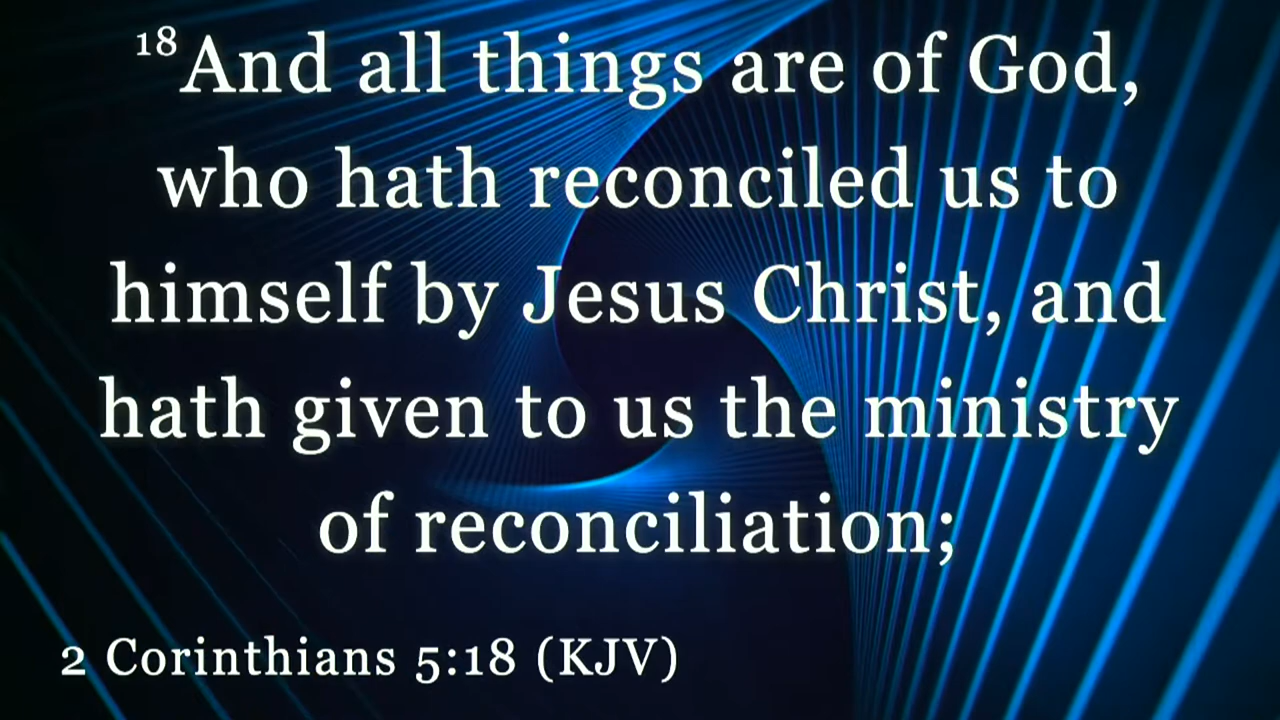 ¹⁸And all things are of God,
who hath reconciled us to
himself by Jesus Christ, and
hath given to us the ministry
of reconciliation;
2 Corinthians 5:18 (KJV)